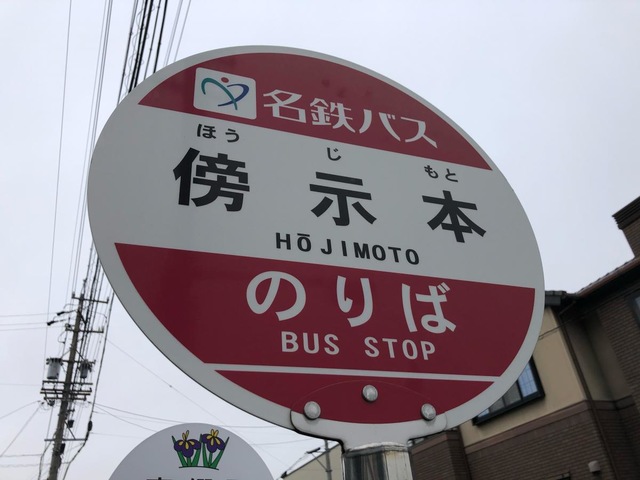 名鉄バス
ほう じ もと
傍示本
HŌJIMOTO
のりば
BUS STOP